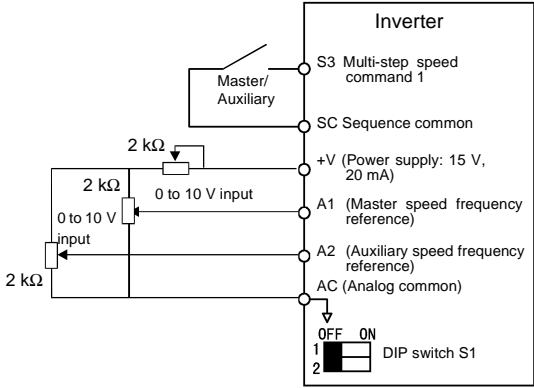 Inverter
S3 Multi-step speed
command 1
Master/
Auxiliary
SC Sequence common
2 kΩ
+V (Power supply: 15 V,
20 mA)
2 kΩ
0 to 10 V input
A1 (Master speed frequency
reference)
0 to 10 V
input
A2 (Auxiliary speed frequency
reference)
2 kΩ
AC (Analog common)
OFF ON
1
2
DIP switch S1